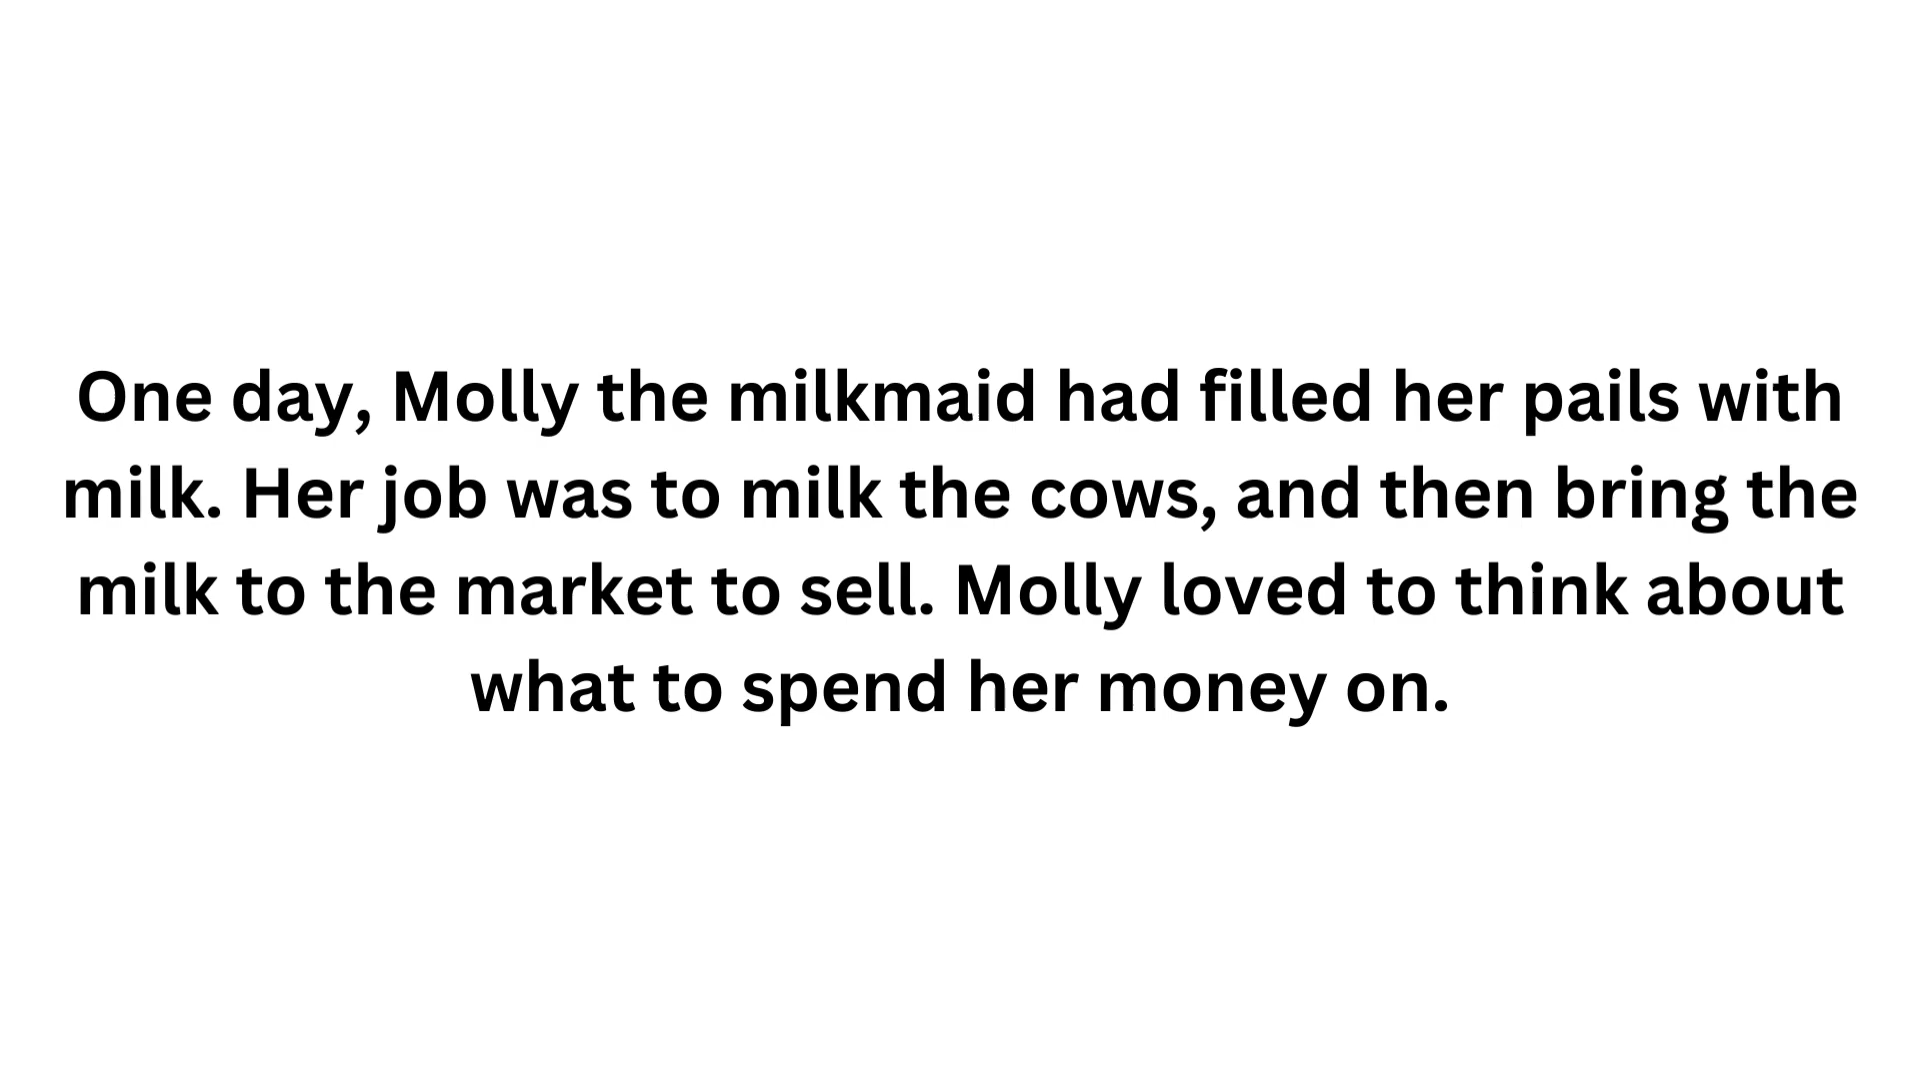 One day, Molly the milkmaid had filled her pails with
milk. Her job was to milk the cows, and then bring the
milk to the market to sell. Molly loved to think about
what to spend her money on.